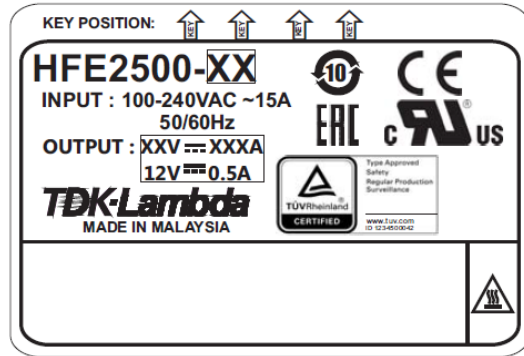 KEY POSITION:
KEY KEY KEY KEY
HFE2500-XX
INPUT : 100-240VAC ~15A
50/60Hz
OUTPUT : XXV XXXA
12V 0.5A
TDK-Lambda
MADE IN MALAYSIA
10
CE
EAC
c RU ® US
TÜVRheinland ®
CERTIFIED
Type Approved
Safety
Regular Production
Surveillance
www.tuv.com
ID 1234500042